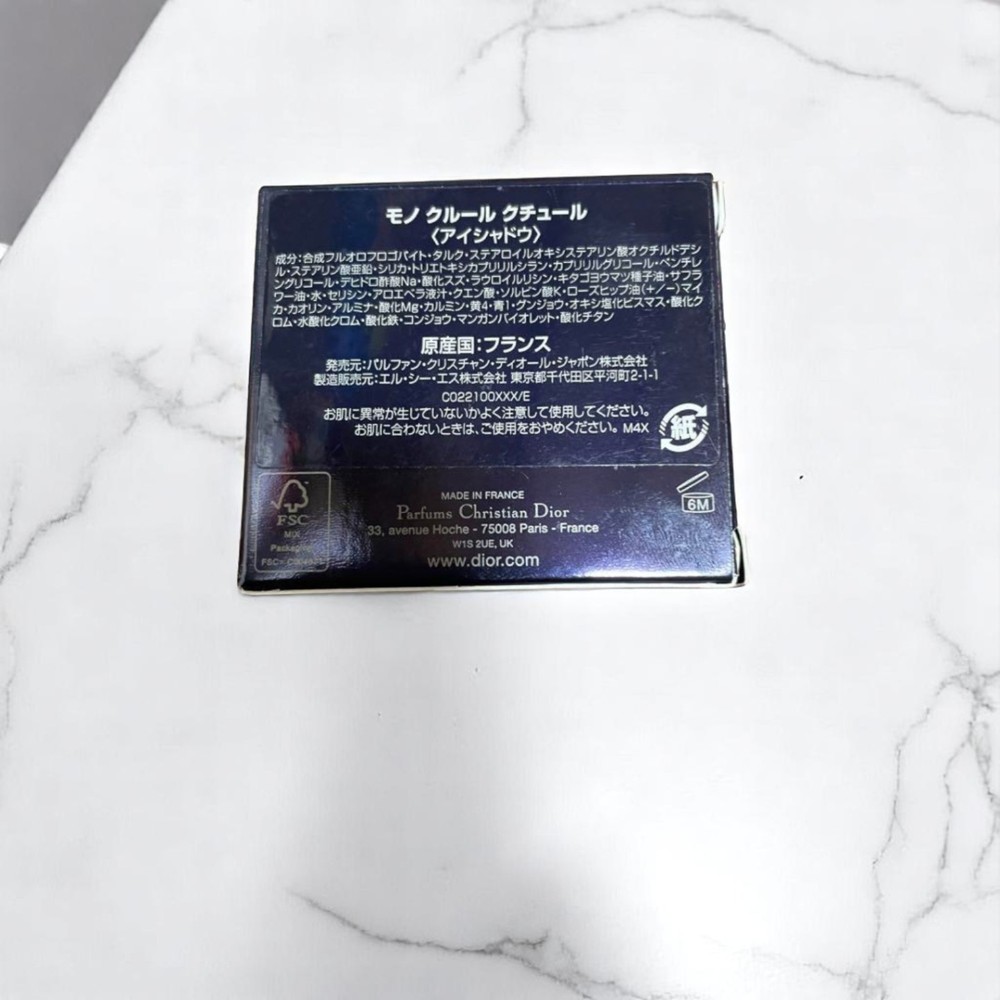 モノ クルール クチュール
〈アイシャドウ〉
成分:合成フルオロフロゴパイト・タルク・ステアロイルオキシステアリン酸オクチルドデシ
ル・ステアリン酸亜鉛・シリカ・トリエトキシカプリリルシラン・カプリリルグリコール・ペンチレ
ングリコール・デヒドロ酢酸Na・酸化スズ・ラウロイルリシン・キタゴヨウマツ種子油・サフラ
ワー油・水・セリシン・アロエベラ液汁・クエン酸・ソルビン酸K・ローズヒップ油(+/-)マイ
カ・カオリン・アルミナ・酸化Mg・カルミン・黄4・青1・グンジョウ・オキシ塩化ビスマス・酸化ク
ロム・水酸化クロム・酸化鉄・コンジョウ・マンガンバイオレット・酸化チタン
原産国:フランス
発売元:パルファン・クリスチャン・ディオール・ジャポン株式会社
製造販売元:エル・シー・エス株式会社 東京都千代田区平河町2-1-1
C022100XXX/E
お肌に異常が生じていないかよく注意して使用してください。
お肌に合わないときは、ご使用をおやめください。M4X
紙
FSC
MIX
Packaging
MADE IN FRANCE
Parfums Christian Dior
33, avenue Hoche - 75008 Paris - France
W1S 2UE, UK
www.dior.com
6M